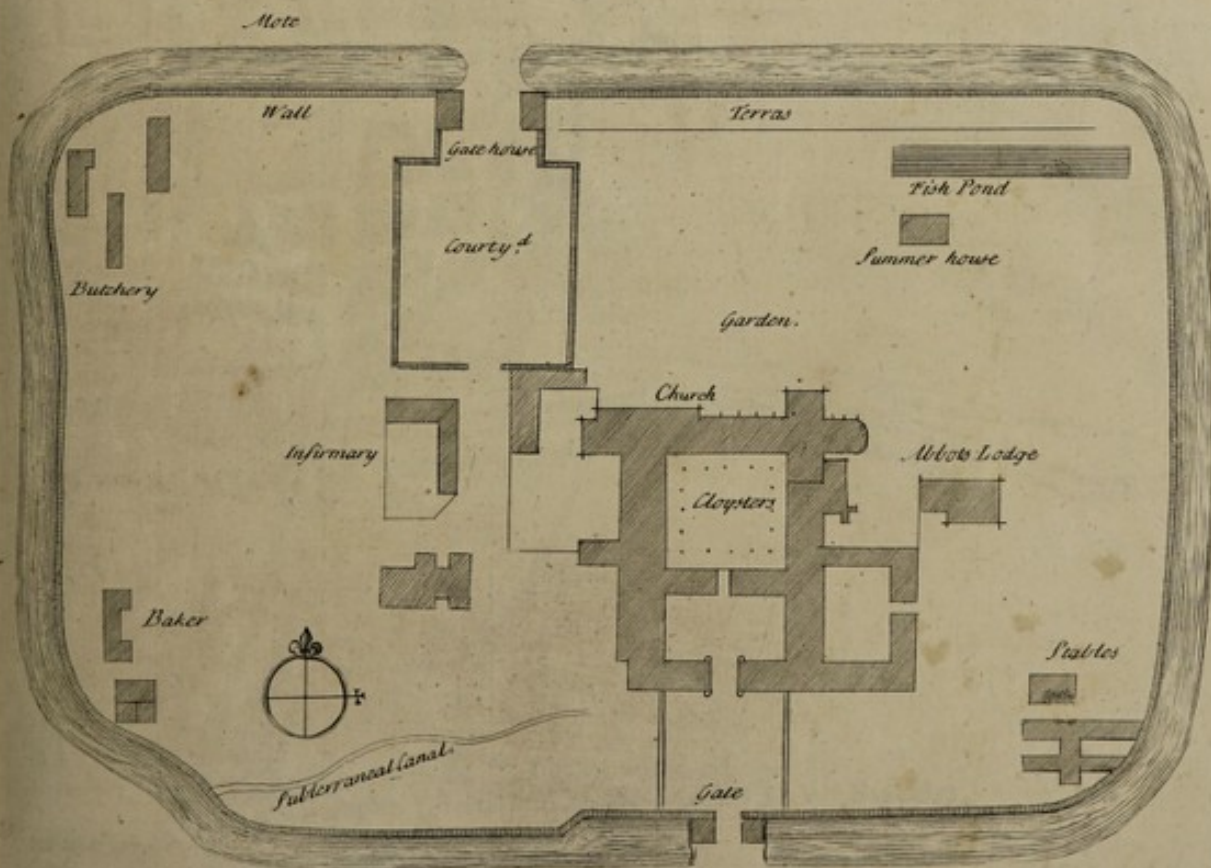 Mote
Wall
Terras
Gate house
Fish Pond
Courty.d
Summer house
Butchery
Garden.
Church
Infirmary
Abbots Lodge
Cloysters
Baker
Stables
Subterraneal Canal.
Gate